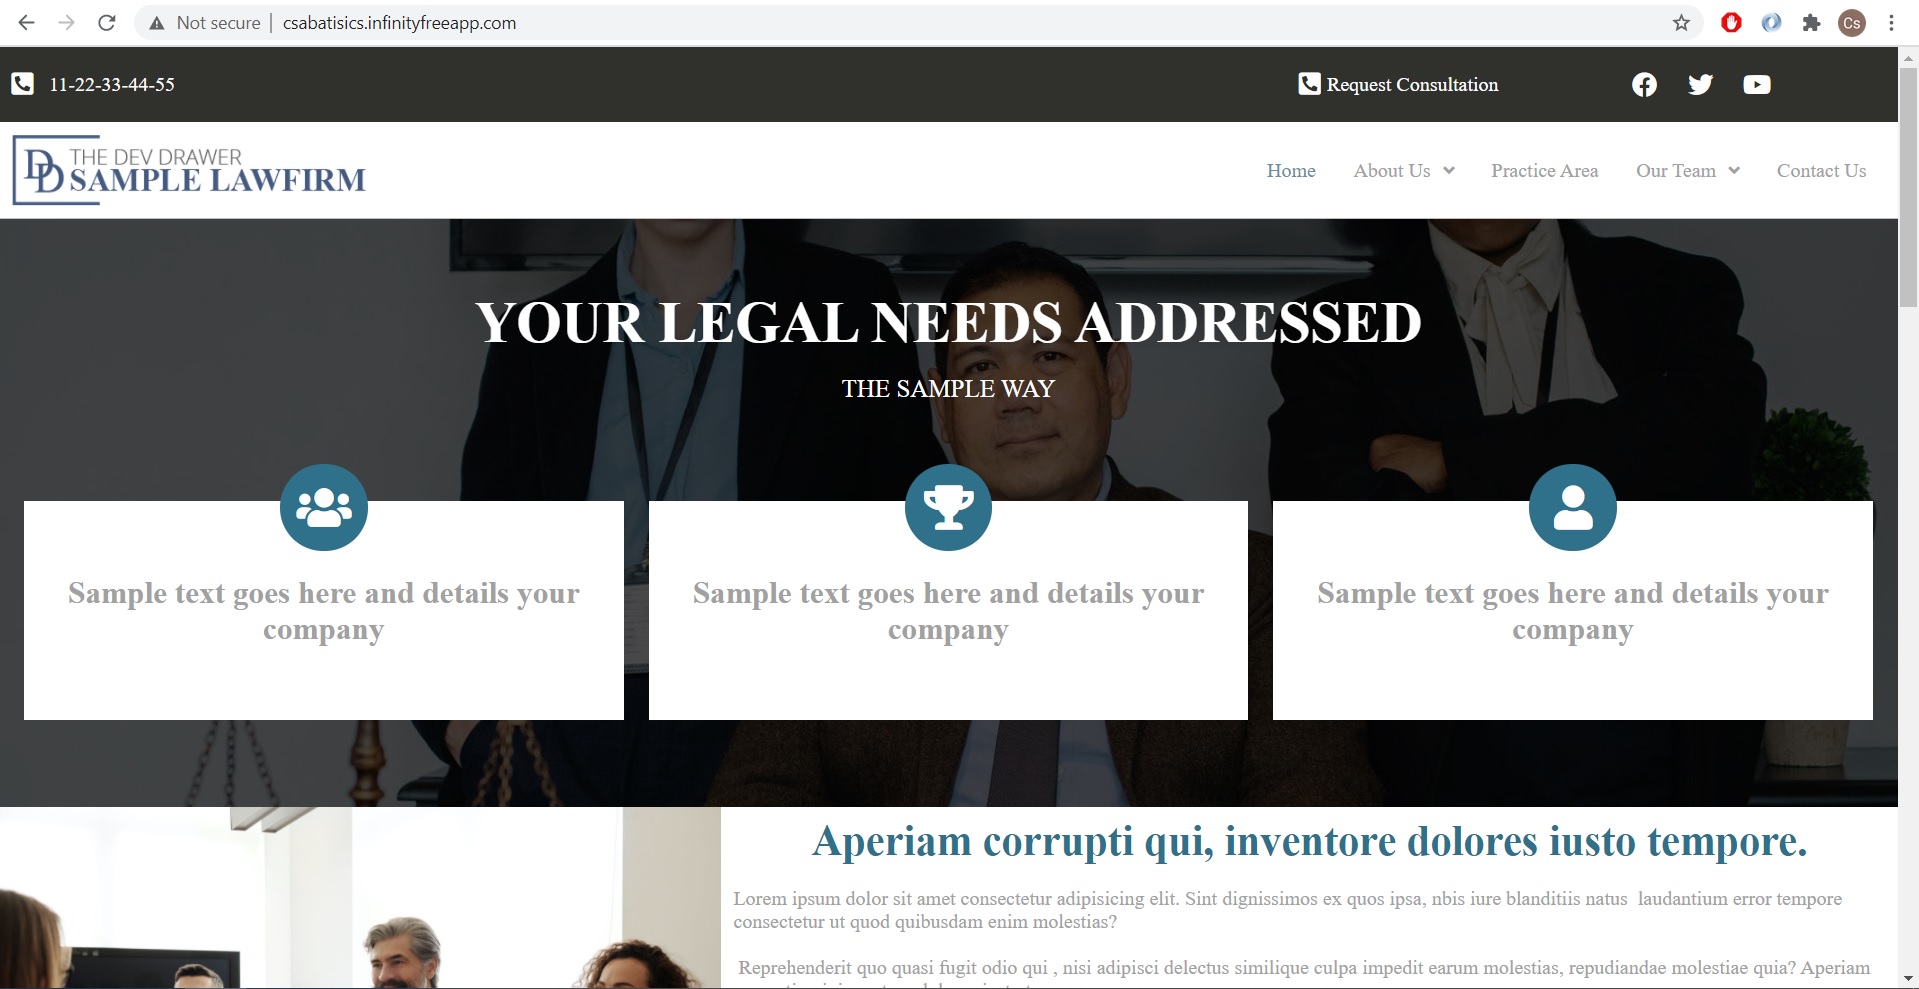 Not secure | csabatisics.infinityfreeapp.com
Cs
11-22-33-44-55
Request Consultation
THE DEV DRAWER
DD SAMPLE LAWFIRM
Home
About Us
Practice Area
Our Team
Contact Us
YOUR LEGAL NEEDS ADDRESSED
THE SAMPLE WAY
Sample text goes here and details your
company
Sample text goes here and details your
company
Sample text goes here and details your
company
Aperiam corrupti qui, inventore dolores iusto tempore.
Lorem ipsum dolor sit amet consectetur adipisicing elit. Sint dignissimos ex quos ipsa, nbis iure blanditiis natus  laudantium error tempore
consectetur ut quod quibusdam enim molestias?
Reprehenderit quo quasi fugit odio qui , nisi adipisci delectus similique culpa impedit earum molestias, repudiandae molestiae quia? Aperiam